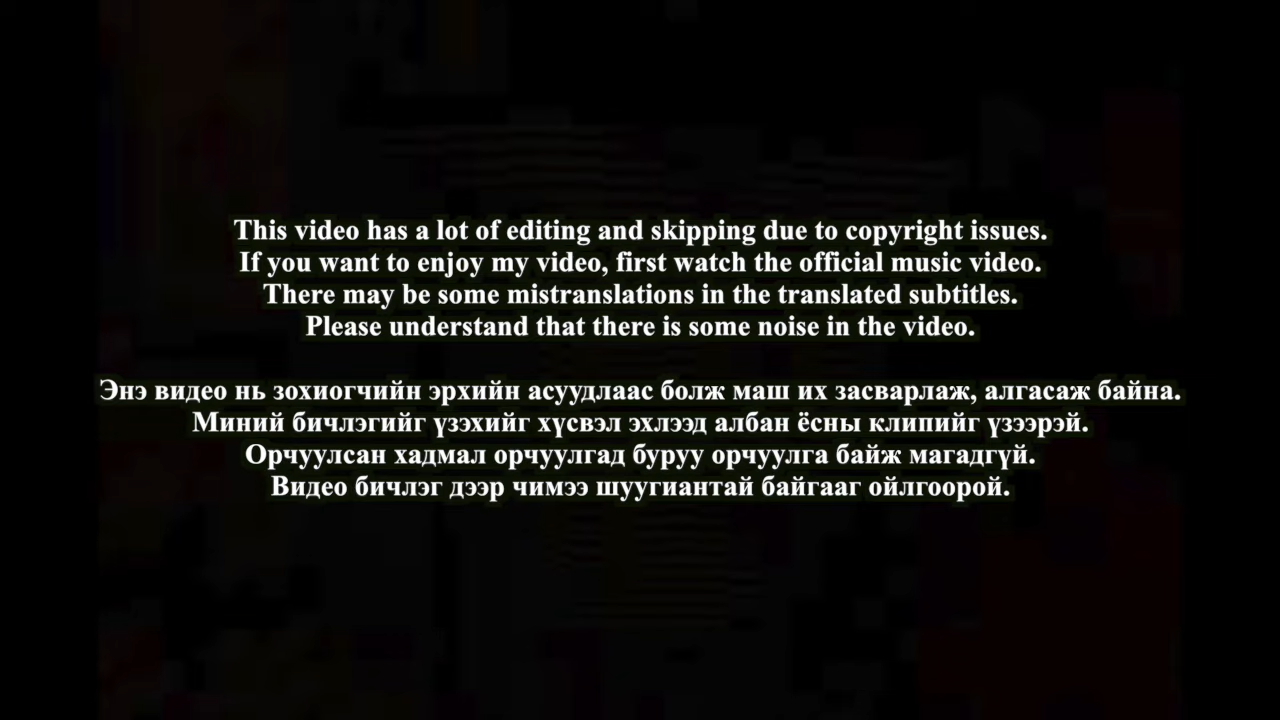 This video has a lot of editing and skipping due to copyright issues.
If you want to enjoy my video, first watch the official music video.
There may be some mistranslations in the translated subtitles.
Please understand that there is some noise in the video.
Энэ видео нь зохиогчийн эрхийн асуудлаас болж маш их засварлаж, алгасаж байна.
Миний бичлэгийг үзэхийг хүсвэл эхлээд албан ёсны клипийг үзээрэй.
Орчуулсан хадмал орчуулгад буруу орчуулга байж магадгүй.
Видео бичлэг дээр чимээ шуугиантай байгааг ойлгоорой.